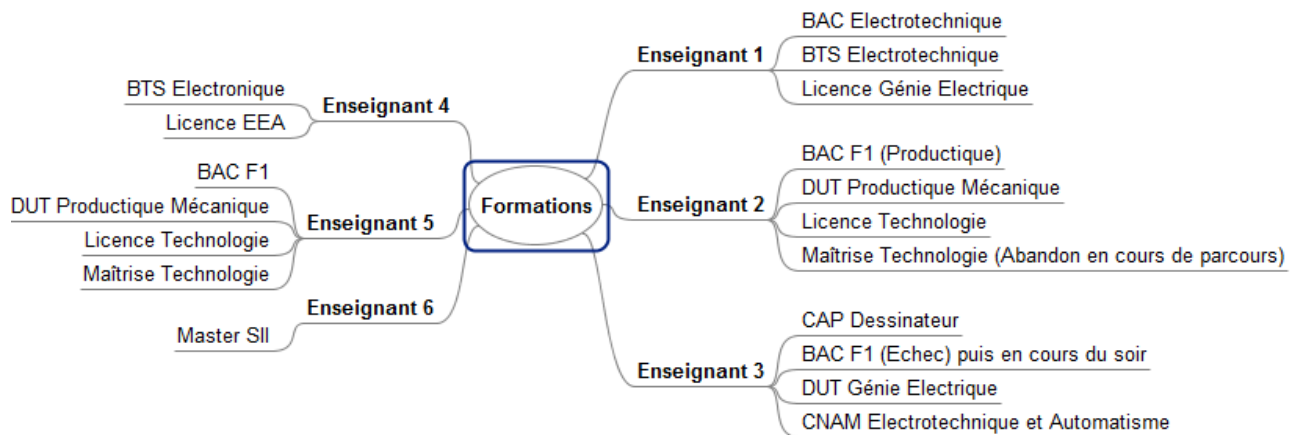 Formations
Enseignant 1
BAC Electrotechnique
BTS Electrotechnique
Licence Génie Electrique
Enseignant 2
BAC F1 (Productique)
DUT Productique Mécanique
Licence Technologie
Maîtrise Technologie (Abandon en cours de parcours)
Enseignant 3
CAP Dessinateur
BAC F1 (Echec) puis en cours du soir
DUT Génie Electrique
CNAM Electrotechnique et Automatisme
Enseignant 4
BTS Electronique
Licence EEA
Enseignant 5
BAC F1
DUT Productique Mécanique
Licence Technologie
Maîtrise Technologie
Enseignant 6
Master SII